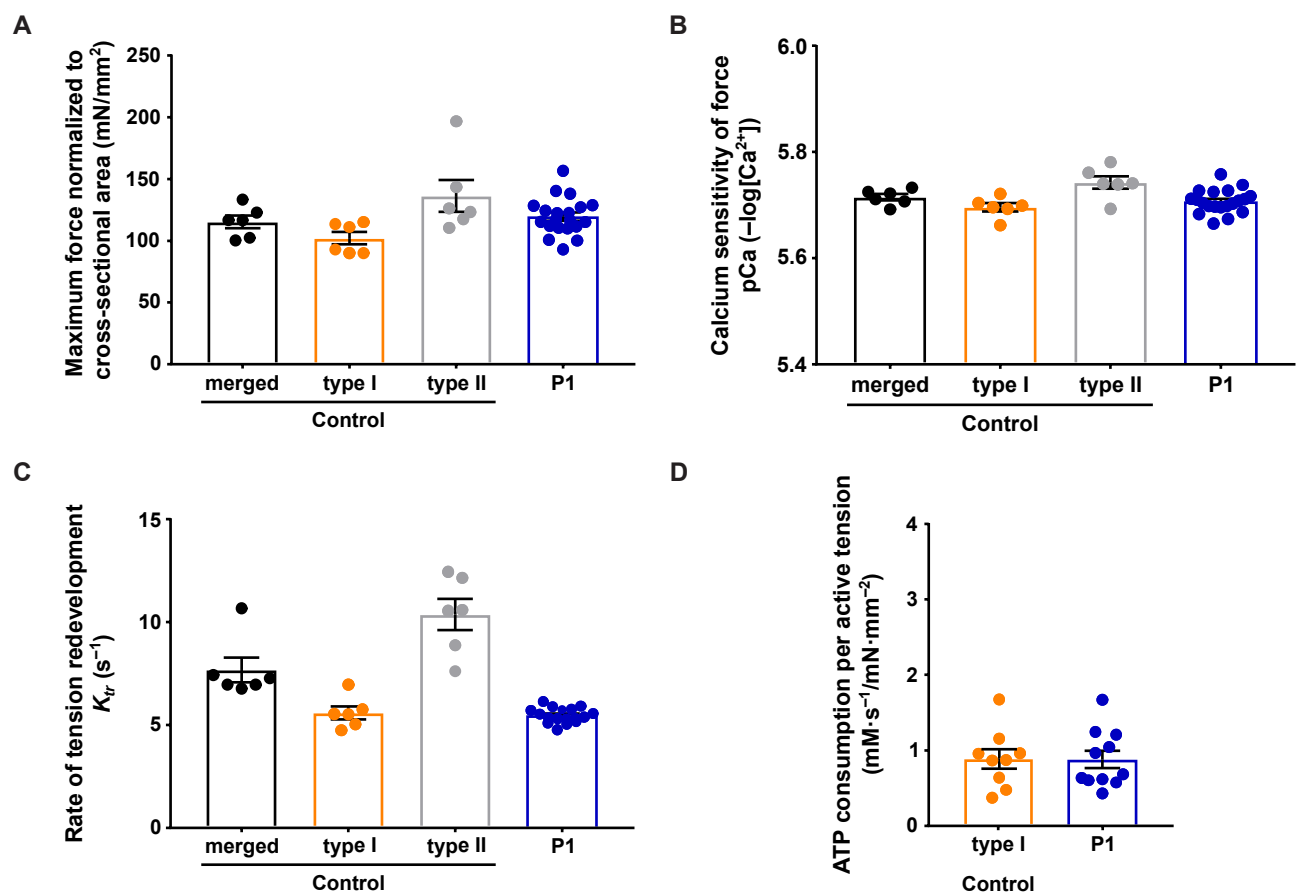 A
Maximum force normalized to
cross-sectional area (mN/mm²)
250
200
150
100
50
0
merged type I type II P1
Control
B
Calcium sensitivity of force
pCa (–log[Ca²⁺])
6.0
5.8
5.6
5.4
merged type I type II P1
Control
C
Rate of tension redevelopment
Ktr (s⁻¹)
15
10
5
0
merged type I type II P1
Control
D
ATP consumption per active tension
(mM·s⁻¹/mN·mm⁻²)
4
3
2
1
0
type I P1
Control